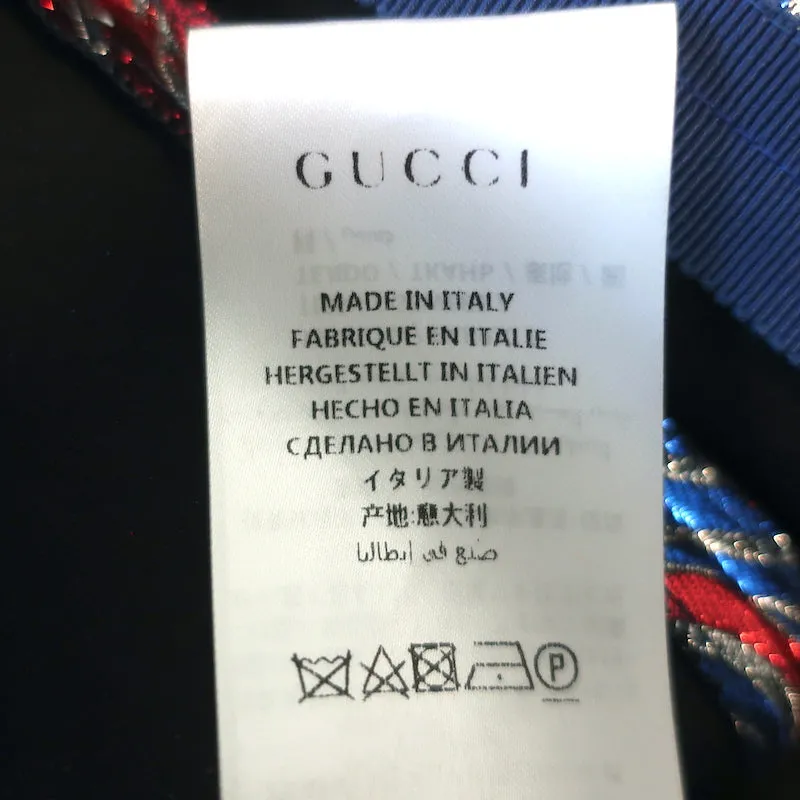 GUCCI
MADE IN ITALY
FABRIQUE EN ITALIE
HERGESTELLT IN ITALIEN
HECHO EN ITALIA
СДЕЛАНО В ИТАЛИИ
イタリア製
产地:意大利
صنع في إيطاليا
P